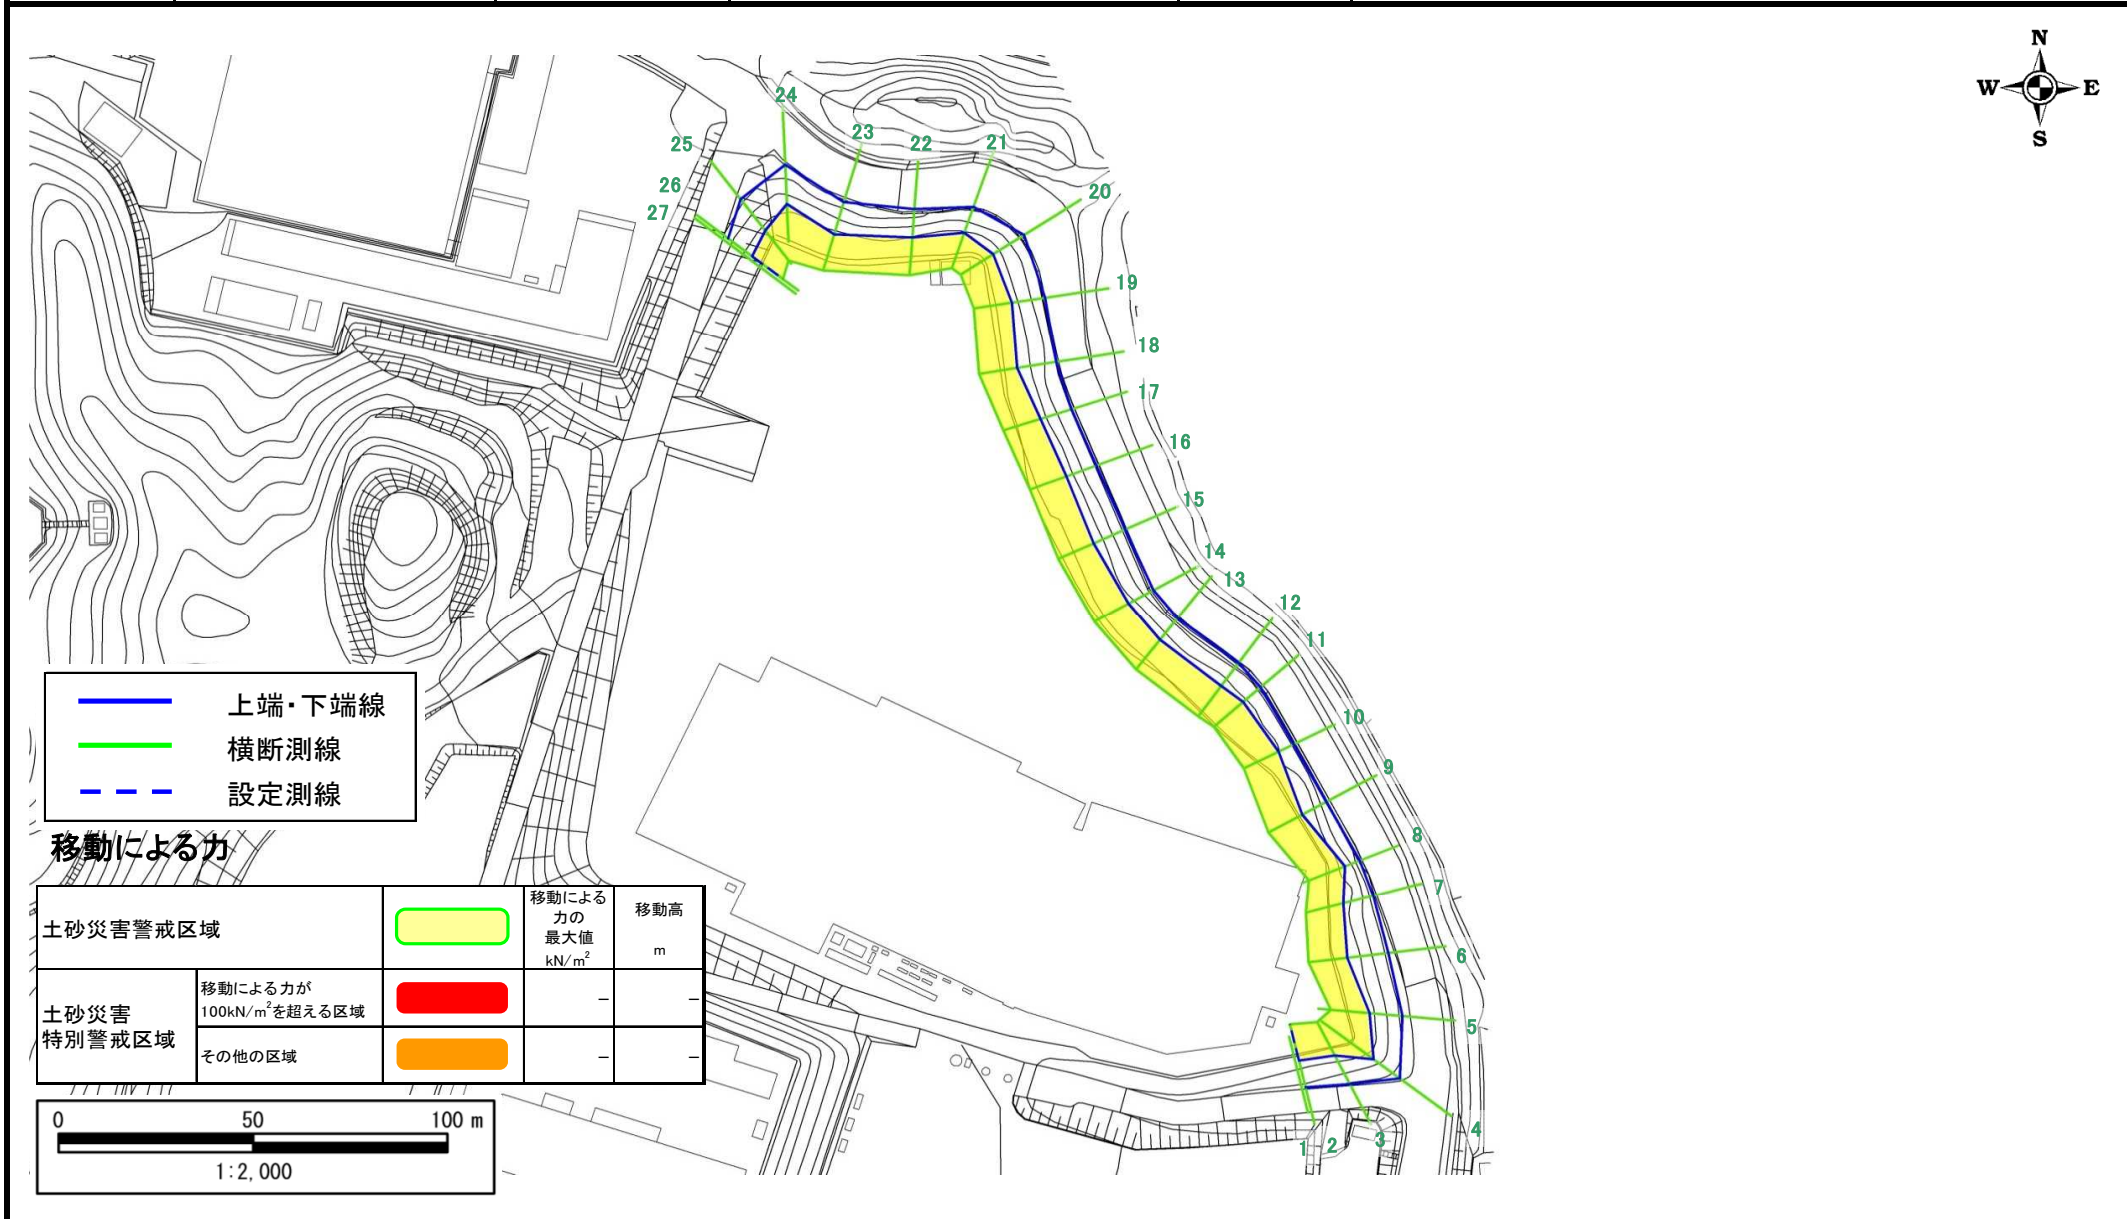 N
W E
S
24
23
22
21
25
20
26
27
19
18
17
16
15
14
13
12
11
10
9
8
7
6
5
4
3
2
1
上端・下端線
横断測線
設定測線
移動による力
土砂災害警戒区域
移動による
力の
最大値
kN/m²
移動高
m
土砂災害
特別警戒区域
移動による力が
100kN/m²を超える区域
–
–
その他の区域
–
–
0 50 100 m
1:2,000